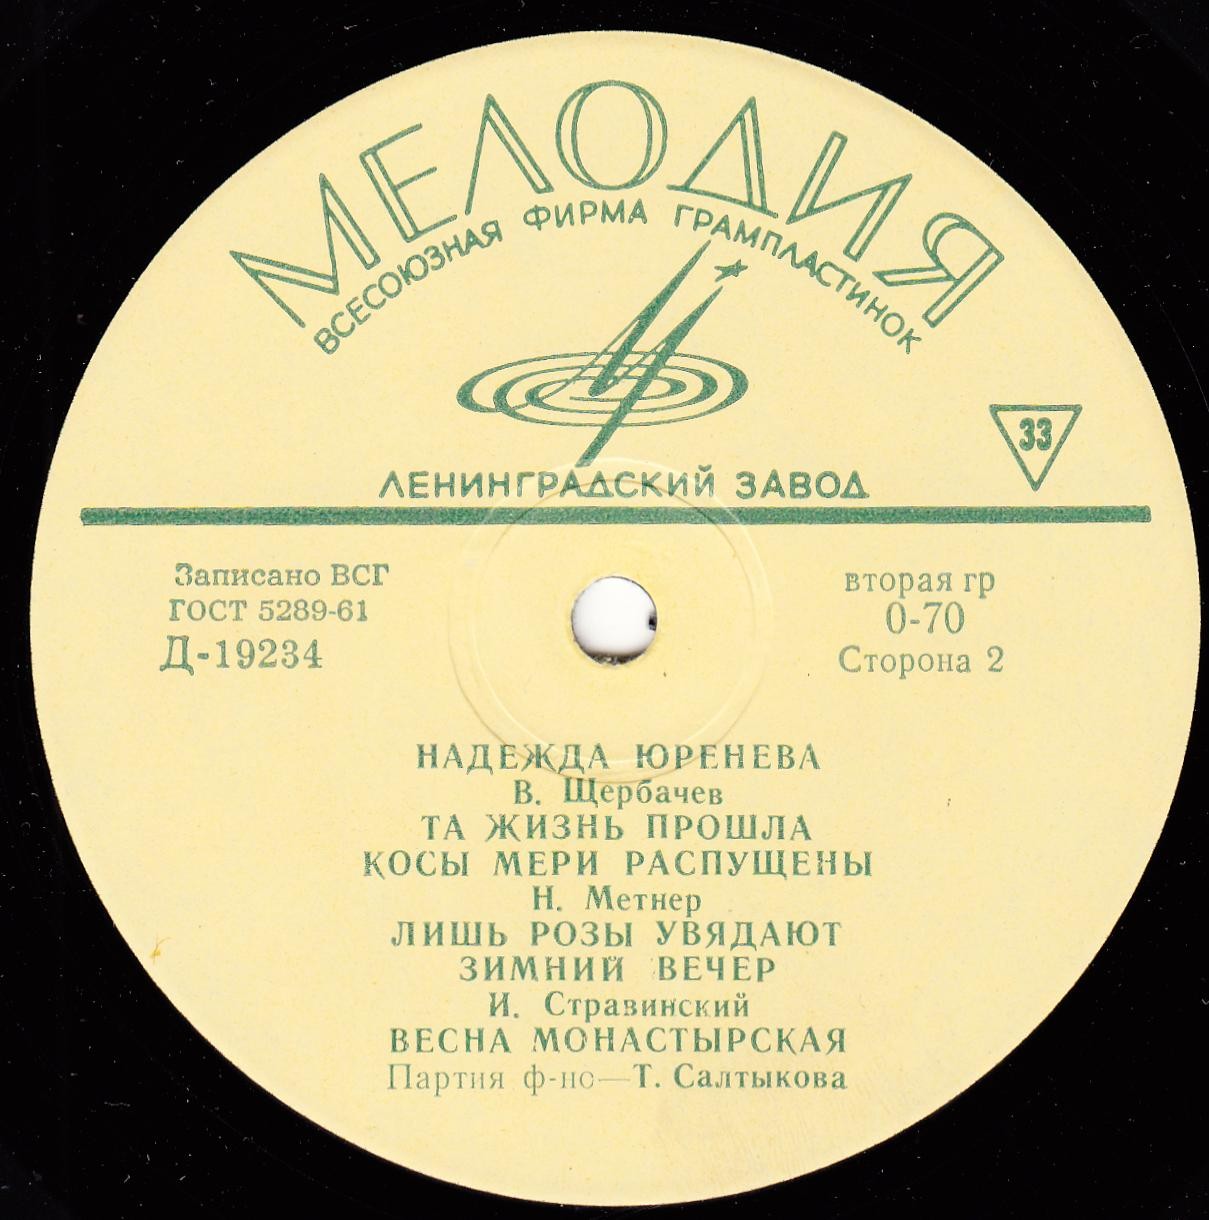 МЕЛОДИЯ
ВСЕСОЮЗНАЯ ФИРМА ГРАМПЛАСТИНОК
33
ЛЕНИНГРАДСКИЙ ЗАВОД
Записано ВСГ
ГОСТ 5289-61
Д-19234
вторая гр
0-70
Сторона 2
НАДЕЖДА ЮРЕНЕВА
В. Щербачев
ТА ЖИЗНЬ ПРОШЛА
КОСЫ МЕРИ РАСПУЩЕНЫ
Н. Метнер
ЛИШЬ РОЗЫ УВЯДАЮТ
ЗИМНИЙ ВЕЧЕР
И. Стравинский
ВЕСНА МОНАСТЫРСКАЯ
Партия ф-но—Т. Салтыкова